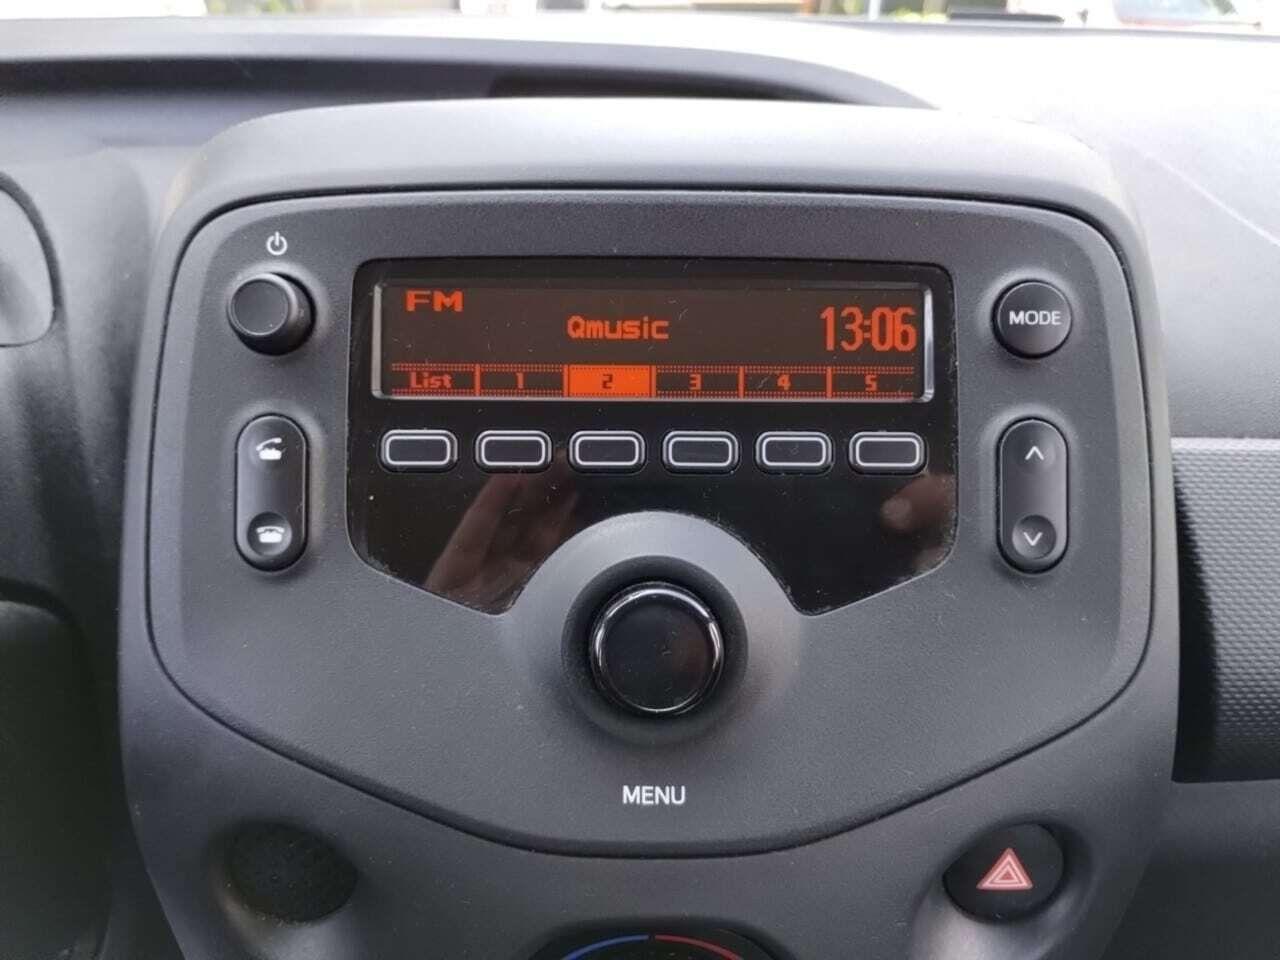 FM
Qmusic
13:06
List 1 2 3 4 5
MODE
MENU